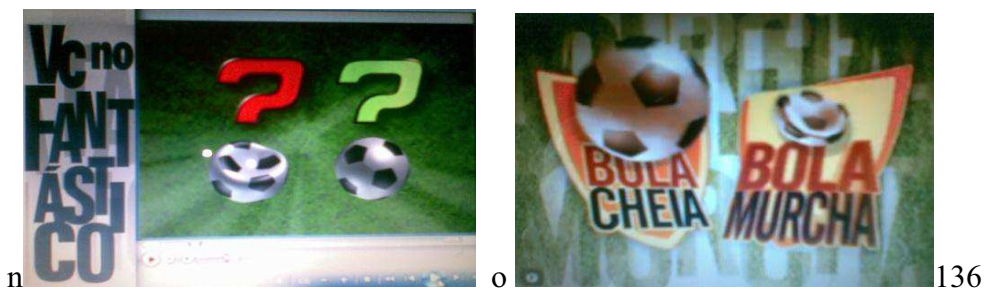 Vc no
FANT
ÁSTI
CO
? ?
BOLA
CHEIA
BOLA
MURCHA
n o 136